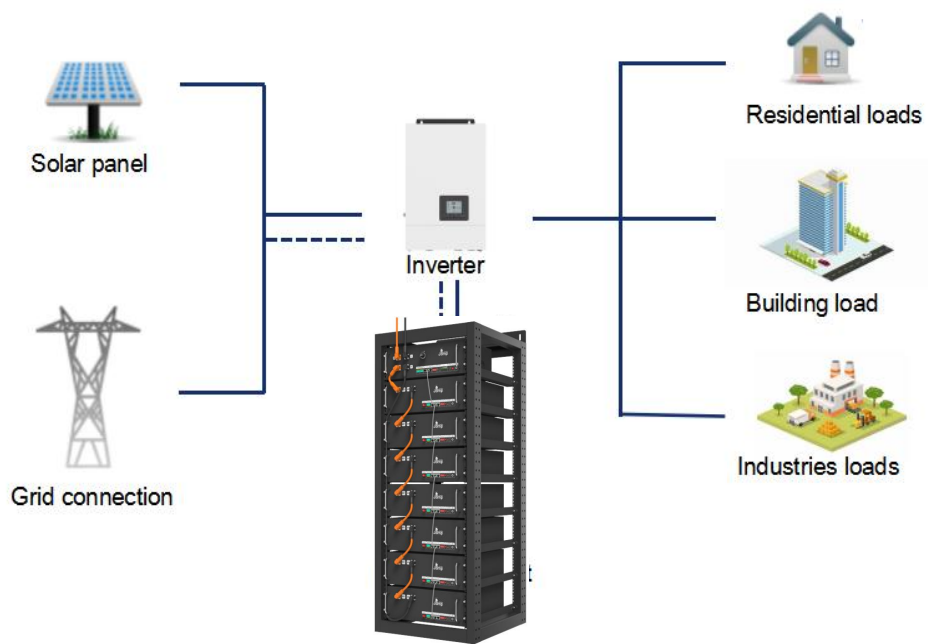 Solar panel
Residential loads
Inverter
Building load
Industries loads
Grid connection